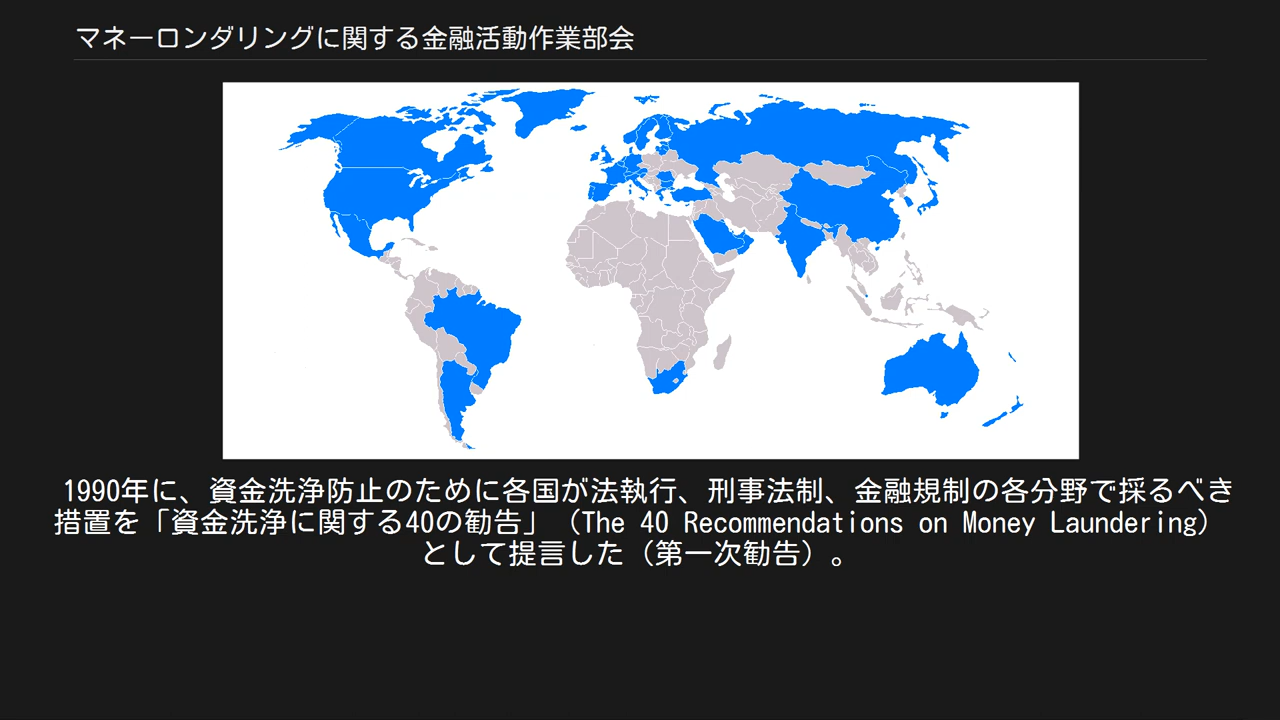 マネーロンダリングに関する金融活動作業部会
1990年に、資金洗浄防止のために各国が法執行、刑事法制、金融規制の各分野で採るべき
措置を「資金洗浄に関する40の勧告」（The 40 Recommendations on Money Laundering）
として提言した（第一次勧告）。